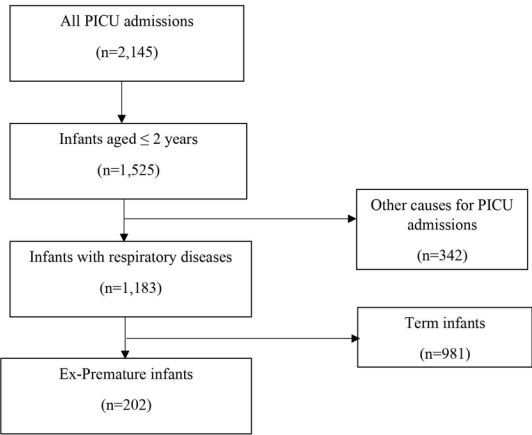 All PICU admissions
(n=2,145)
Infants aged ≤ 2 years
(n=1,525)
Other causes for PICU
admissions
(n=342)
Infants with respiratory diseases
(n=1,183)
Term infants
(n=981)
Ex-Premature infants
(n=202)